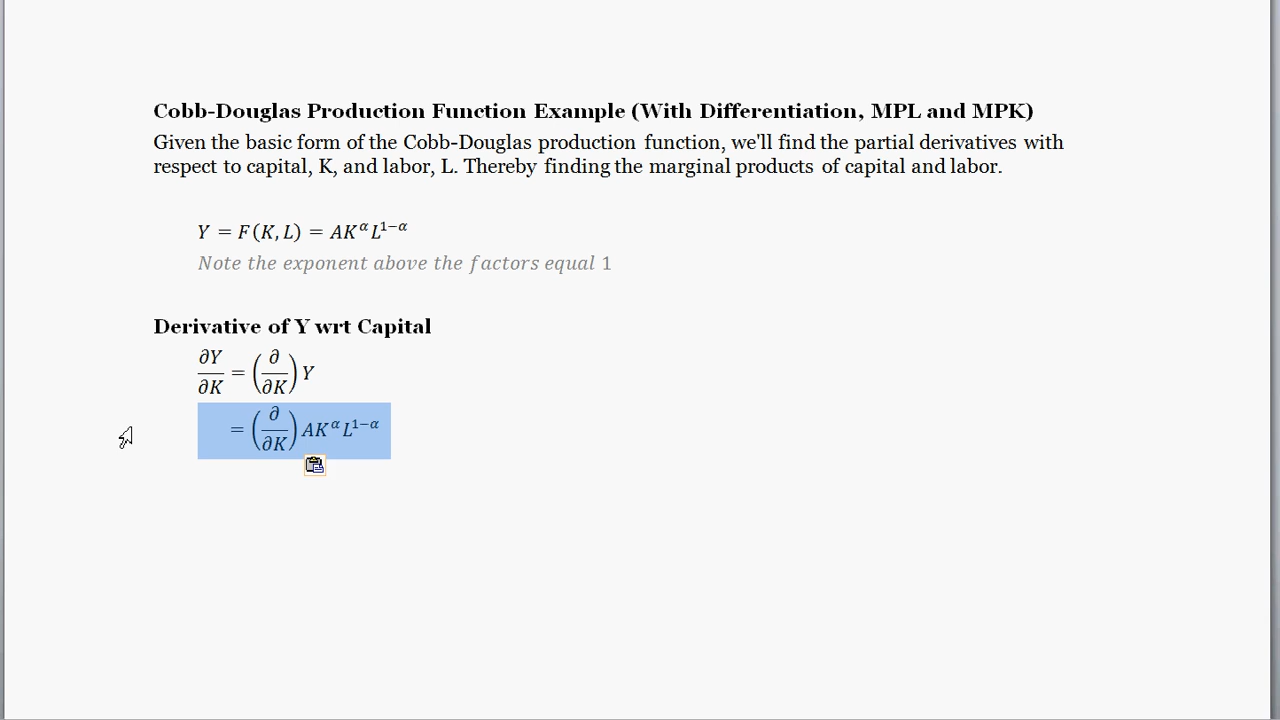 Cobb-Douglas Production Function Example (With Differentiation, MPL and MPK)
Given the basic form of the Cobb-Douglas production function, we'll find the partial derivatives with
respect to capital, K, and labor, L. Thereby finding the marginal products of capital and labor.
Y = F(K, L) = AK^α L^{1−α}
Note the exponent above the factors equal 1
Derivative of Y wrt Capital
∂Y/∂K = (∂/∂K) Y
= (∂/∂K) AK^α L^{1−α}